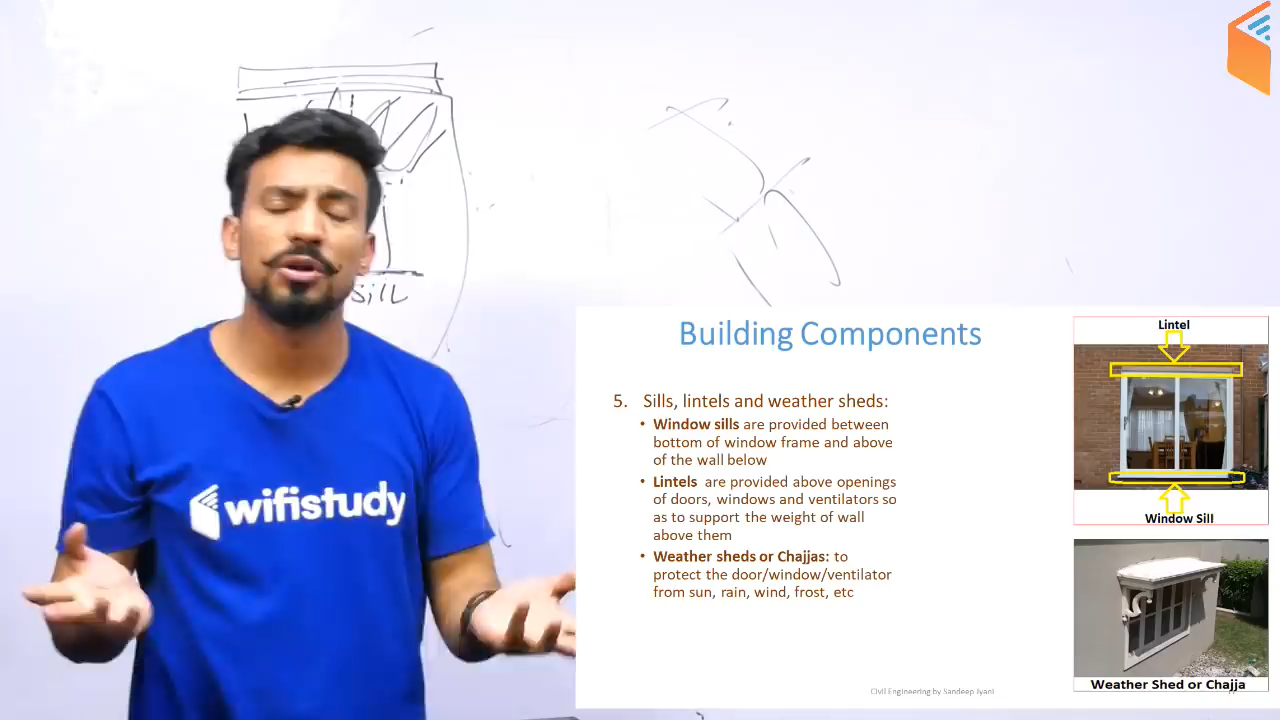 sill
wifistudy
Building Components
5. Sills, lintels and weather sheds:
• Window sills are provided between
bottom of window frame and above
of the wall below
• Lintels are provided above openings
of doors, windows and ventilators so
as to support the weight of wall
above them
• Weather sheds or Chajjas: to
protect the door/window/ventilator
from sun, rain, wind, frost, etc
Lintel
Window Sill
Weather Shed or Chajja
Civil Engineering by Sandeep Jyani